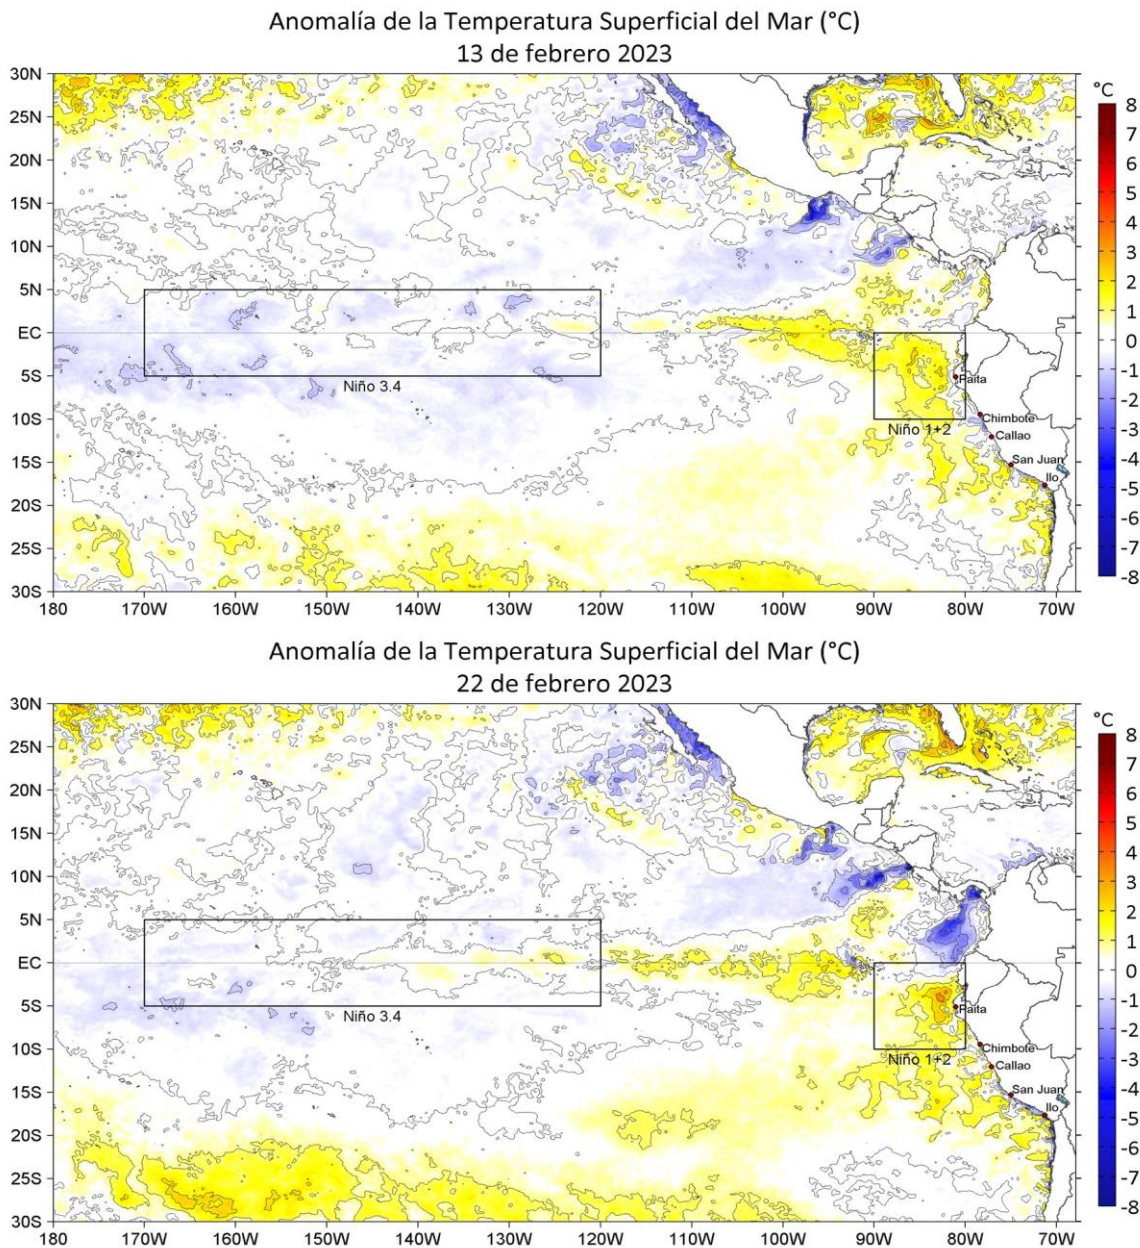 Anomalía de la Temperatura Superficial del Mar (°C)
13 de febrero 2023
30N
25N
20N
15N
10N
5N
EC
5S
10S
15S
20S
25S
30S
180 170W 160W 150W 140W 130W 120W 110W 100W 90W 80W 70W
Niño 3.4
Niño 1+2
Paita
Chimbote
Callao
San Juan
Ilo
°C
8
7
6
5
4
3
2
1
0
-1
-2
-3
-4
-5
-6
-7
-8
Anomalía de la Temperatura Superficial del Mar (°C)
22 de febrero 2023
30N
25N
20N
15N
10N
5N
EC
5S
10S
15S
20S
25S
30S
180 170W 160W 150W 140W 130W 120W 110W 100W 90W 80W 70W
Niño 3.4
Niño 1+2
Paita
Chimbote
Callao
San Juan
Ilo
°C
8
7
6
5
4
3
2
1
0
-1
-2
-3
-4
-5
-6
-7
-8